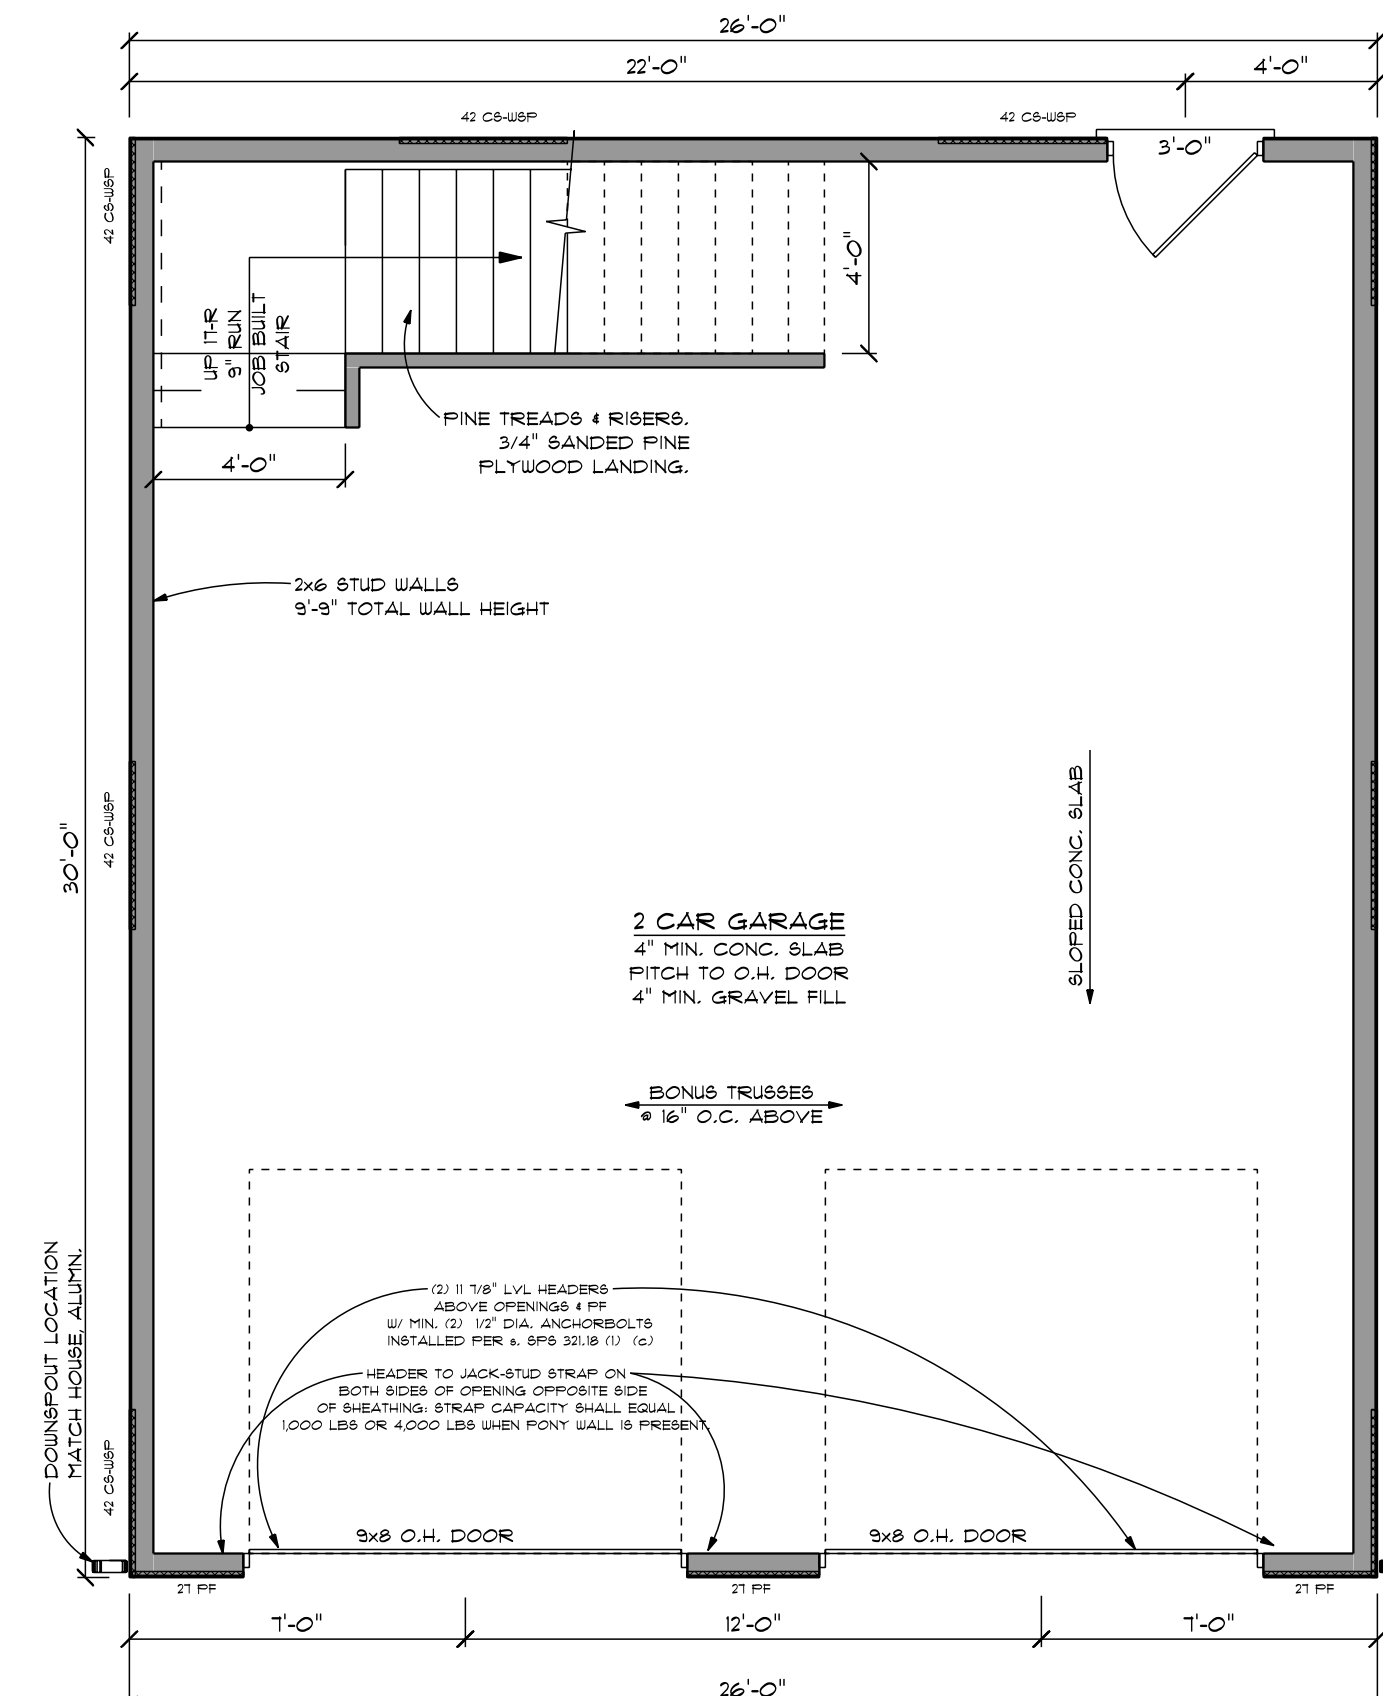 26'-0"
22'-0"
4'-0"
42 CS-WSP
42 CS-WSP
3'-0"
42 CS-WSP
4'-0"
UP 17-R
9" RUN
JOB BUILT
STAIR
PINE TREADS & RISERS.
3/4" SANDED PINE
PLYWOOD LANDING.
4'-0"
2x6 STUD WALLS
9'-9" TOTAL WALL HEIGHT
42 CS-WSP
30'-0"
SLOPED CONC. SLAB
2 CAR GARAGE
4" MIN. CONC. SLAB
PITCH TO O.H. DOOR
4" MIN. GRAVEL FILL
BONUS TRUSSES
@ 16" O.C. ABOVE
DOWNSPOUT LOCATION
MATCH HOUSE, ALUMN.
(2) 11 7/8" LVL HEADERS
ABOVE OPENINGS & PF
W/ MIN. (2) 1/2" DIA. ANCHORBOLTS
INSTALLED PER s. SPS 321.18 (1) (c)
HEADER TO JACK-STUD STRAP ON
BOTH SIDES OF OPENING OPPOSITE SIDE
OF SHEATHING: STRAP CAPACITY SHALL EQUAL
1,000 LBS OR 4,000 LBS WHEN PONY WALL IS PRESENT.
42 CS-WSP
9x8 O.H. DOOR
9x8 O.H. DOOR
27 PF
27 PF
27 PF
7'-0"
12'-0"
7'-0"
26'-0"